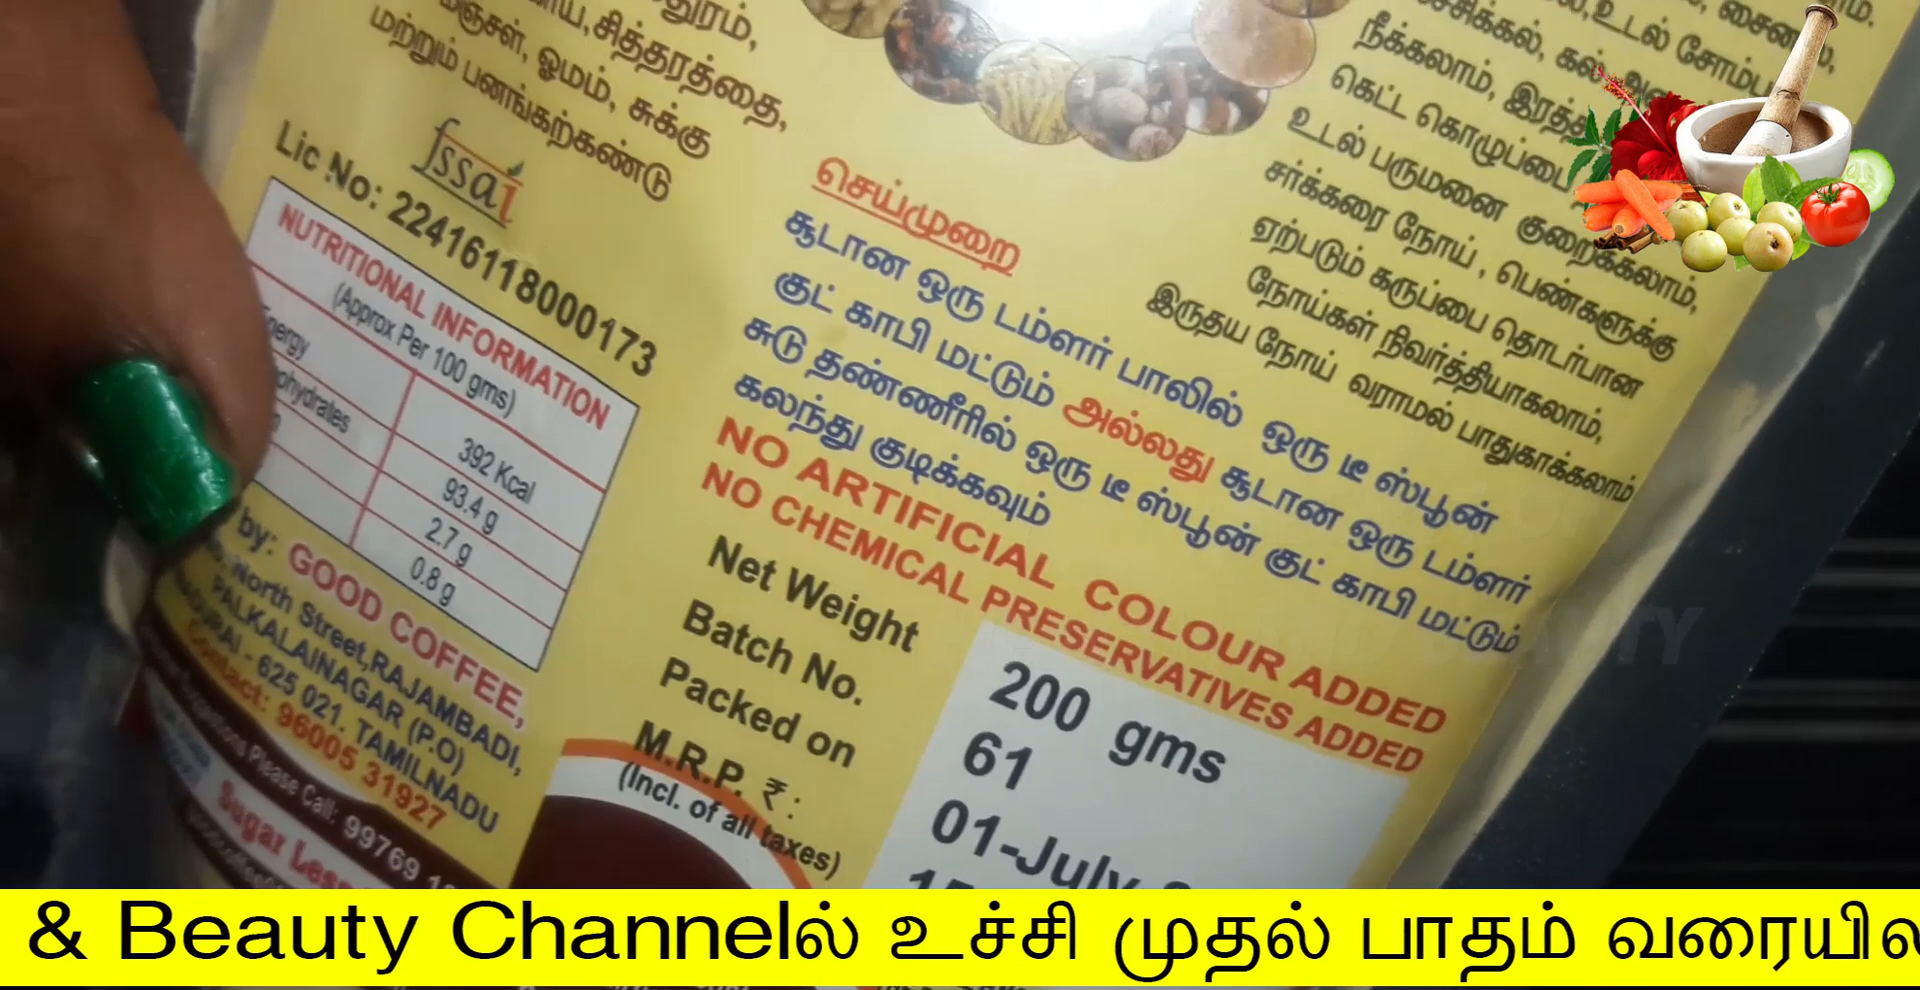 மஞ்சள், ஓமம், சுக்கு
மற்றும் பனங்கற்கண்டு
fssai
Lic No: 22416118000173
NUTRITIONAL INFORMATION
(Approx Per 100 gms)
392 Kcal
93.4 g
2.7 g
0.8 g
by: GOOD COFFEE,
North Street,RAJAMBADI,
PALKALAINAGAR (P.O)
- 625 021. TAMILNADU
Contact: 96005 31927
Please Call: 99769
Sugar Less
செய்முறை
சூடான ஒரு டம்ளர் பாலில் ஒரு டீ ஸ்பூன்
குட் காபி மட்டும் அல்லது சூடான ஒரு டம்ளர்
சுடு தண்ணீரில் ஒரு டீ ஸ்பூன் குட் காபி மட்டும்
கலந்து குடிக்கவும்
NO ARTIFICIAL COLOUR ADDED
NO CHEMICAL PRESERVATIVES ADDED
Net Weight 200 gms
Batch No. 61
Packed on 01-July
M.R.P. ₹ :
(Incl. of all taxes)
நீக்கலாம்,
கெட்ட கொழுப்பை
உடல் பருமனை குறைக்கலாம்,
சர்க்கரை நோய் , பெண்களுக்கு
ஏற்படும் கருப்பை தொடர்பான
நோய்கள் நிவர்த்தியாகலாம்,
இருதய நோய் வராமல் பாதுகாக்கலாம்
& Beauty Channelல் உச்சி முதல் பாதம்